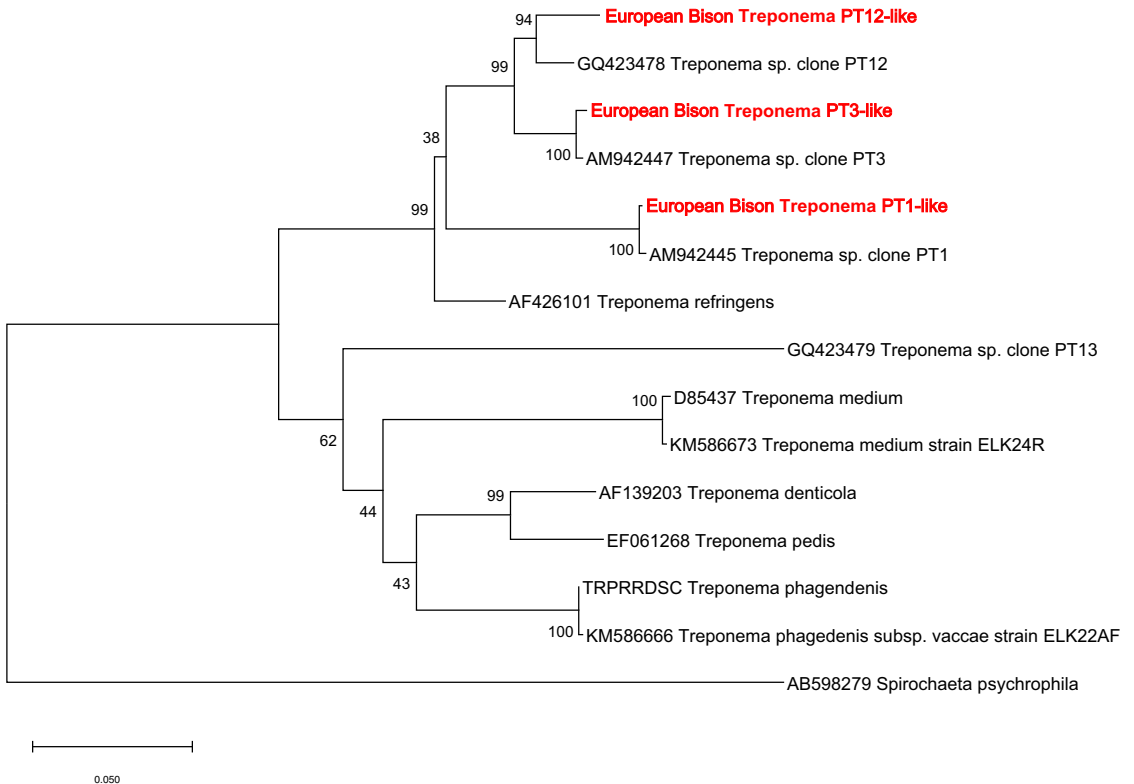 94
European Bison Treponema PT12-like
99
GQ423478 Treponema sp. clone PT12
European Bison Treponema PT3-like
38
100
AM942447 Treponema sp. clone PT3
99
European Bison Treponema PT1-like
100
AM942445 Treponema sp. clone PT1
AF426101 Treponema refringens
GQ423479 Treponema sp. clone PT13
100
D85437 Treponema medium
62
KM586673 Treponema medium strain ELK24R
99
AF139203 Treponema denticola
44
EF061268 Treponema pedis
43
TRPRRDSC Treponema phagendenis
100
KM586666 Treponema phagedenis subsp. vaccae strain ELK22AF
AB598279 Spirochaeta psychrophila
0.050